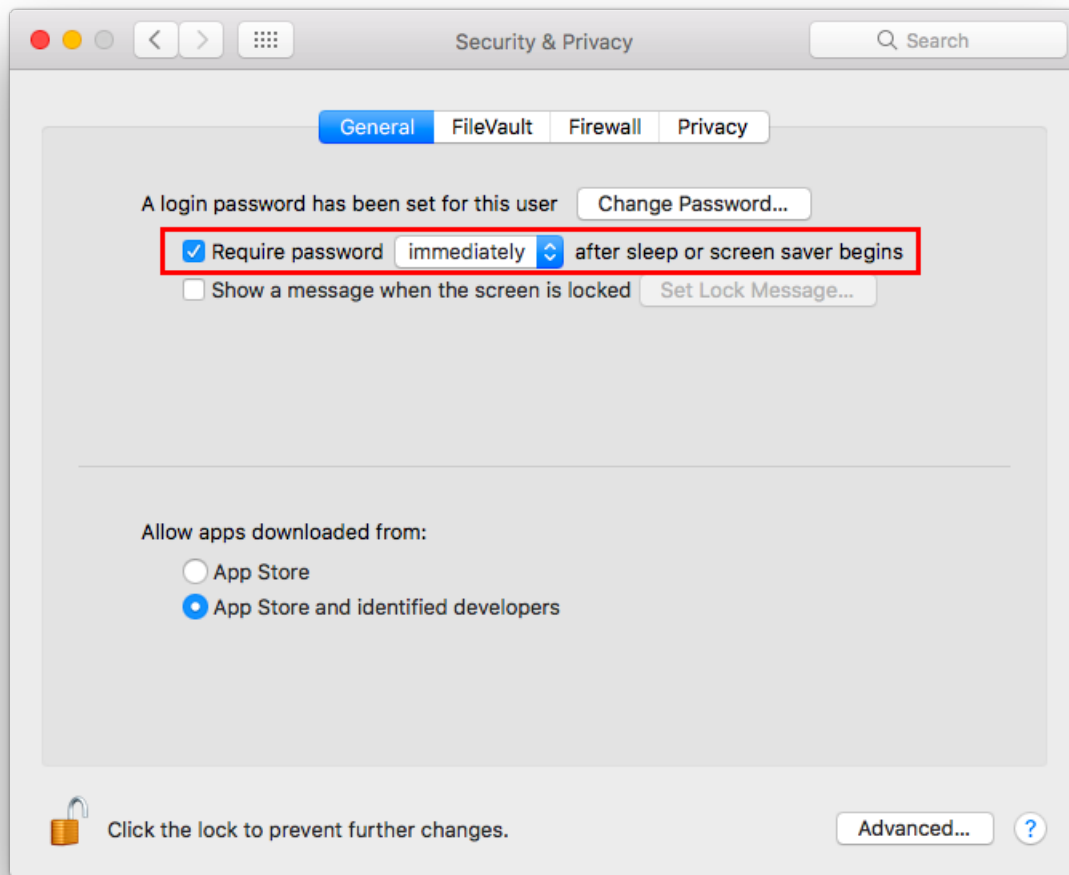 Security & Privacy
Search
General FileVault Firewall Privacy
A login password has been set for this user Change Password...
Require password immediately after sleep or screen saver begins
Show a message when the screen is locked Set Lock Message...
Allow apps downloaded from:
App Store
App Store and identified developers
Click the lock to prevent further changes.
Advanced... ?